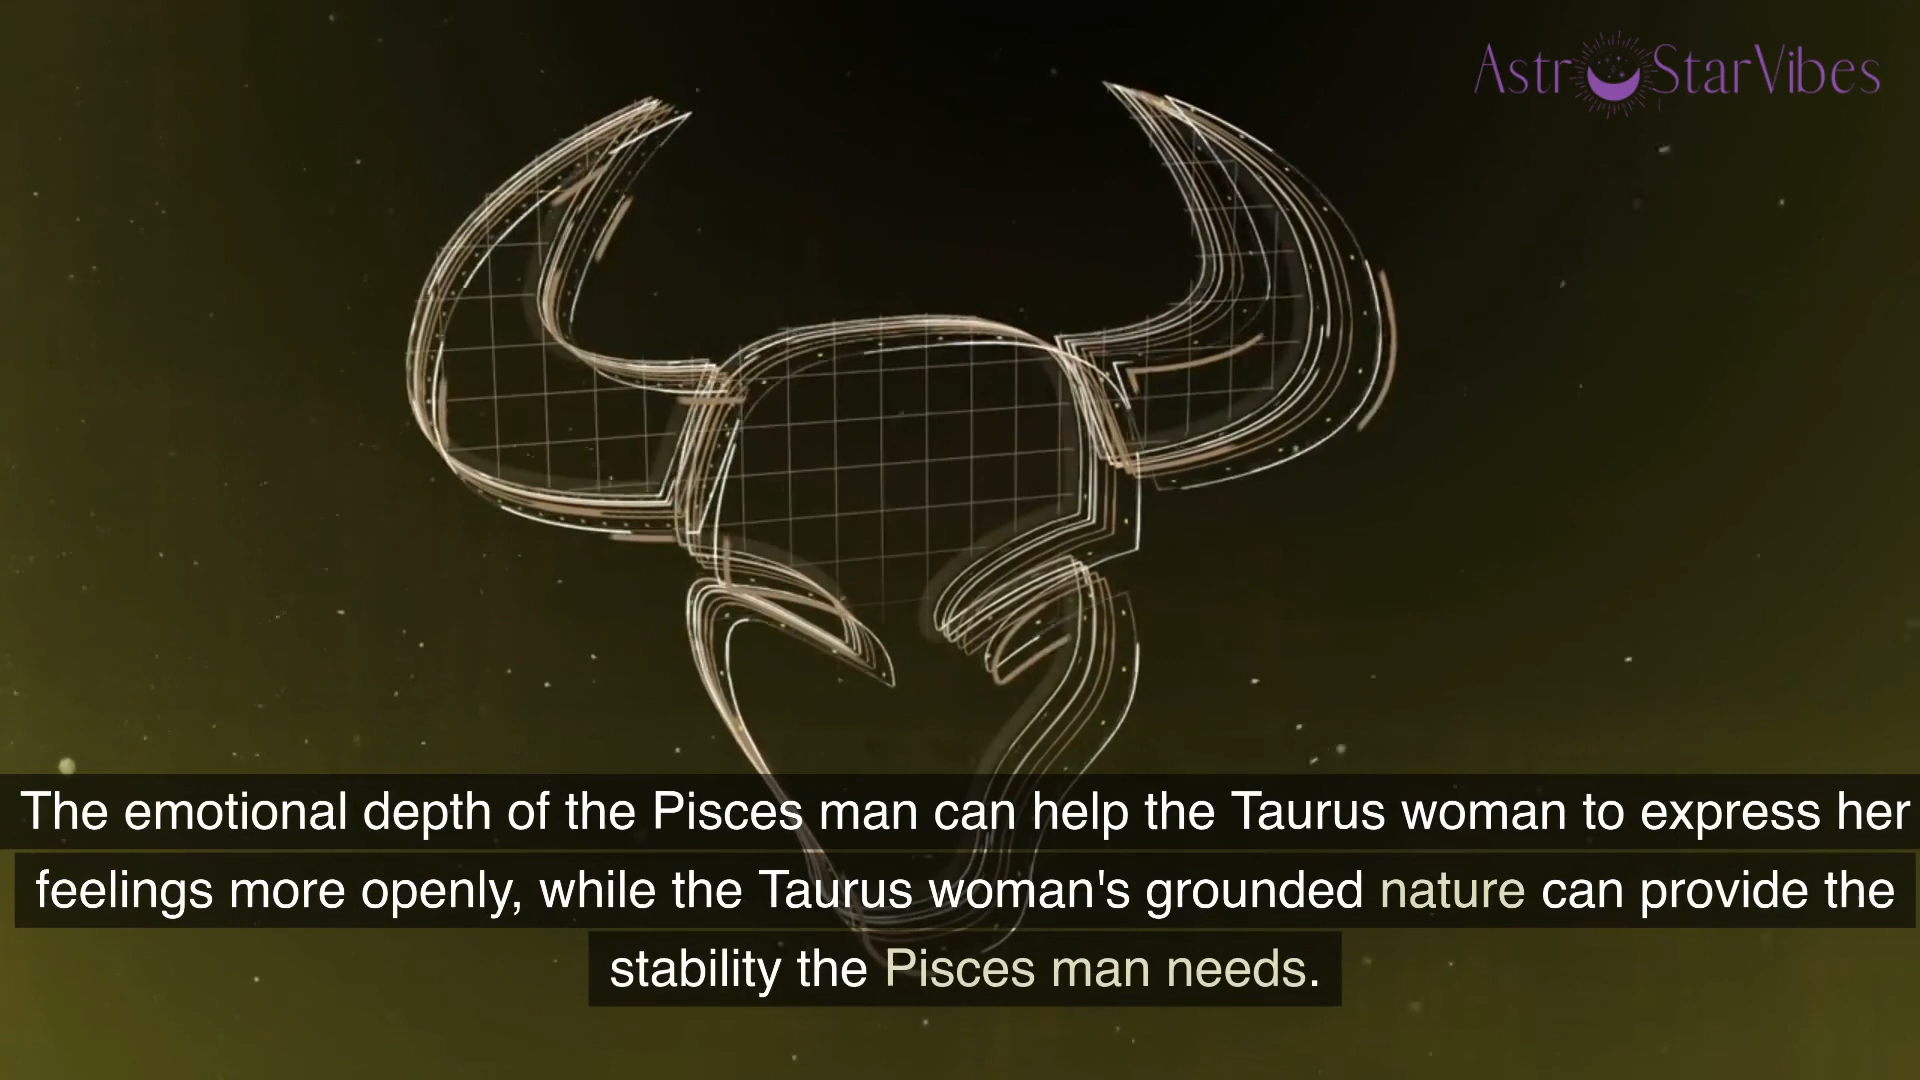 AstroStarVibes
The emotional depth of the Pisces man can help the Taurus woman to express her
feelings more openly, while the Taurus woman's grounded nature can provide the
stability the Pisces man needs.